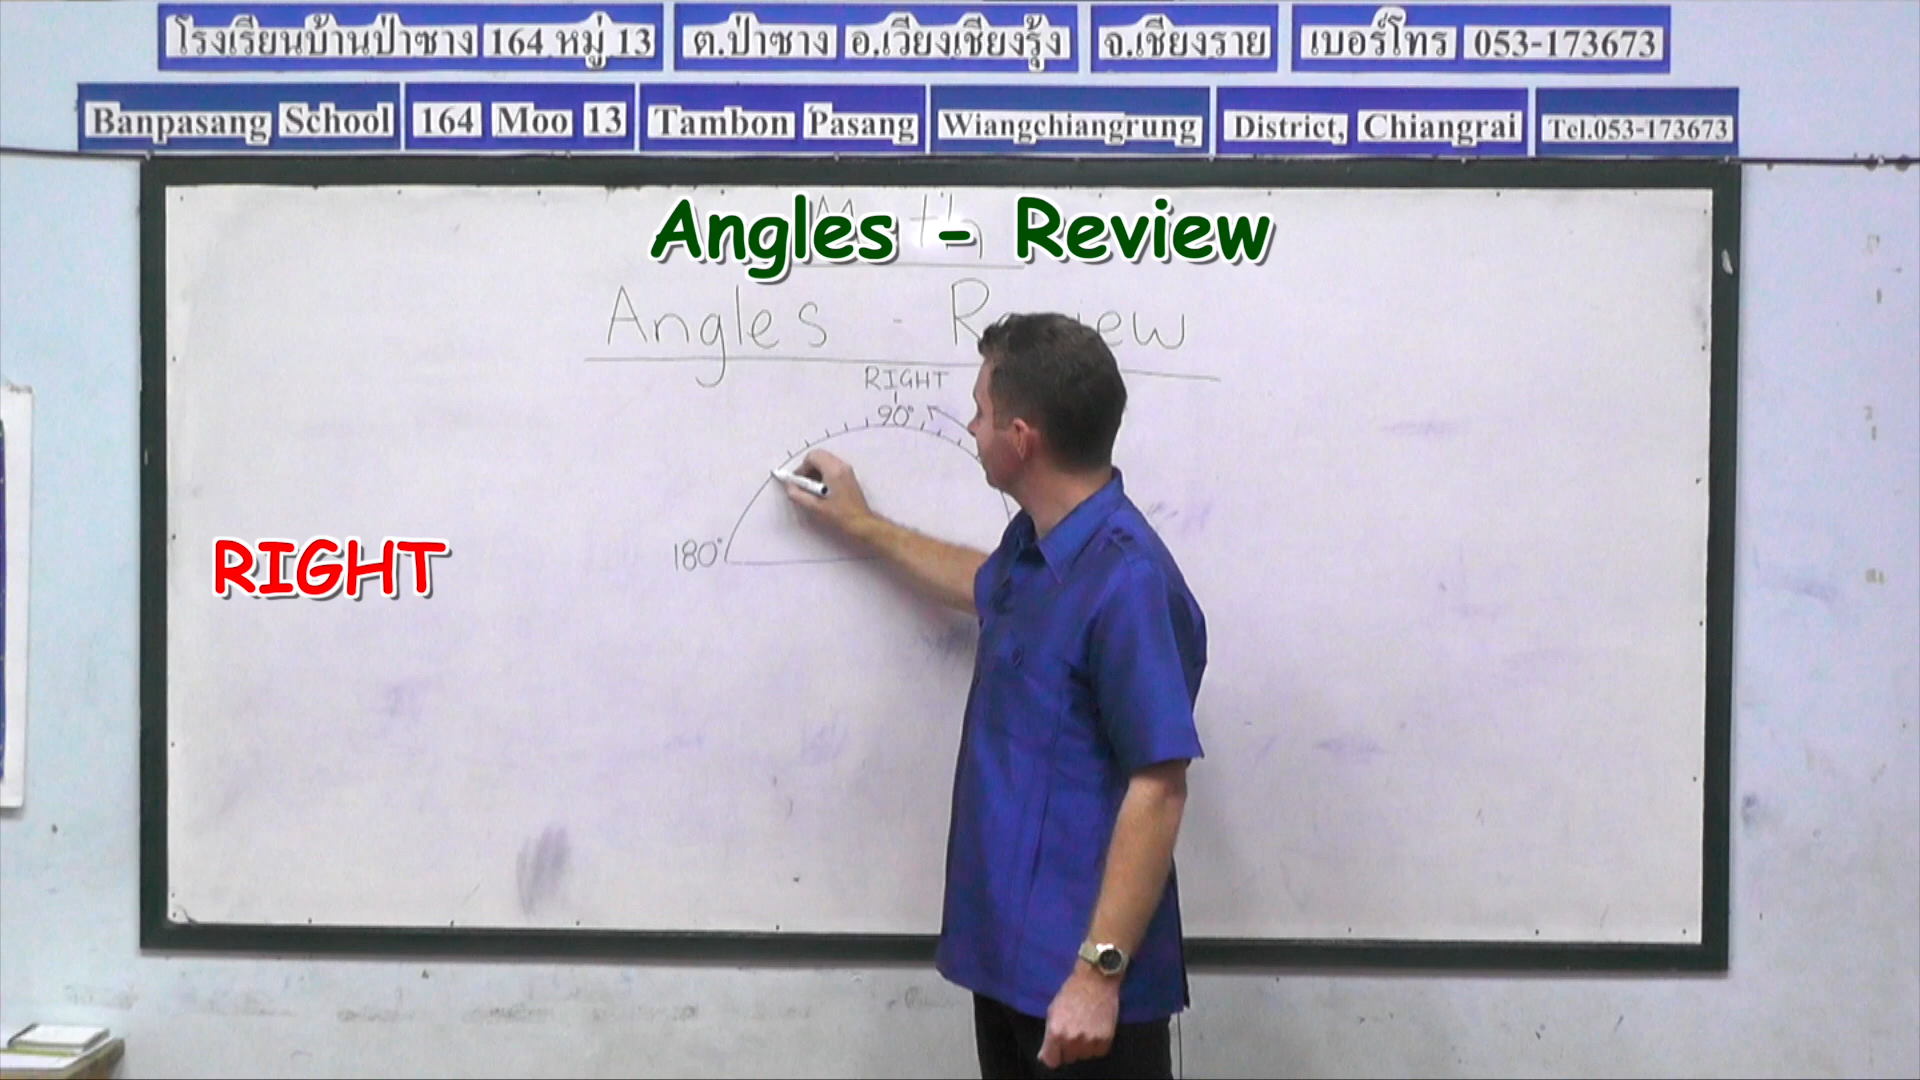 โรงเรียนบ้านป่าซาง 164 หมู่ 13 ต.ป่าซาง อ.เวียงเชียงรุ้ง จ.เชียงราย เบอร์โทร 053-173673
Banpasang School 164 Moo 13 Tambon Pasang Wiangchiangrung District, Chiangrai Tel.053-173673
Angles - Review
Angles - Review
RIGHT
90°
180°
RIGHT